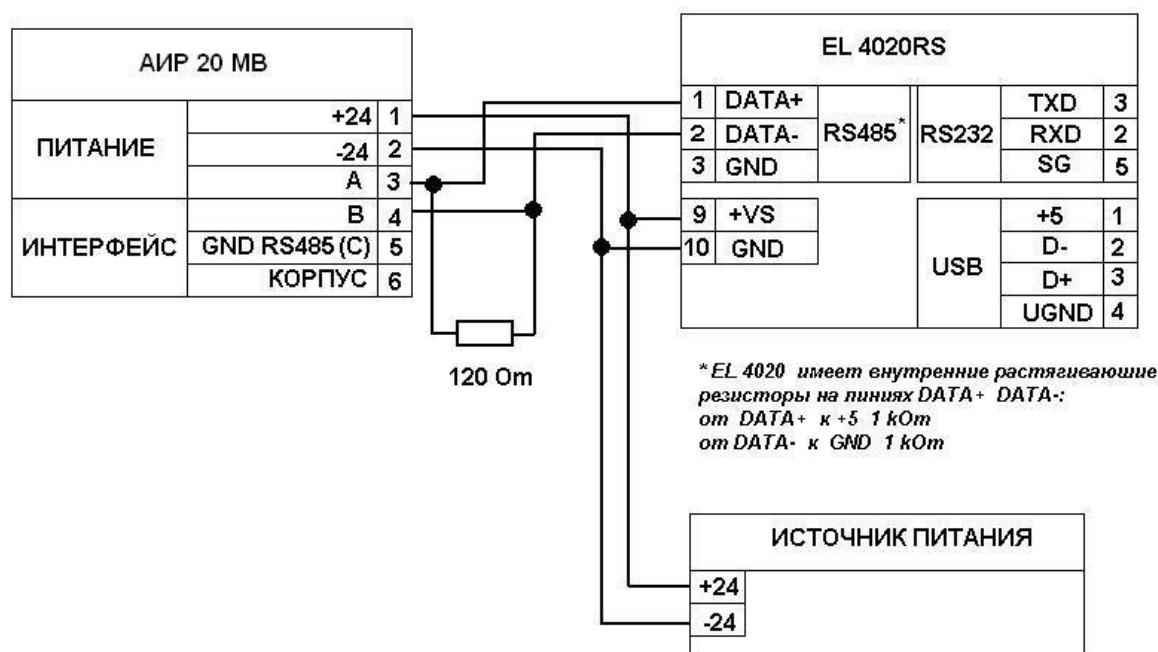 АИР 20 МВ
ПИТАНИЕ
+24 1
-24 2
A 3
ИНТЕРФЕЙС
B 4
GND RS485 (C) 5
КОРПУС 6
120 Om
EL 4020RS
1 DATA+
2 DATA-
3 GND
RS485*
9 +VS
10 GND
RS232
TXD 3
RXD 2
SG 5
USB
+5 1
D- 2
D+ 3
UGND 4
* EL 4020 имеет внутренние растягиваюшие
резисторы на линиях DATA+ DATA-:
от DATA+ к +5 1 kOm
от DATA- к GND 1 kOm
ИСТОЧНИК ПИТАНИЯ
+24
-24